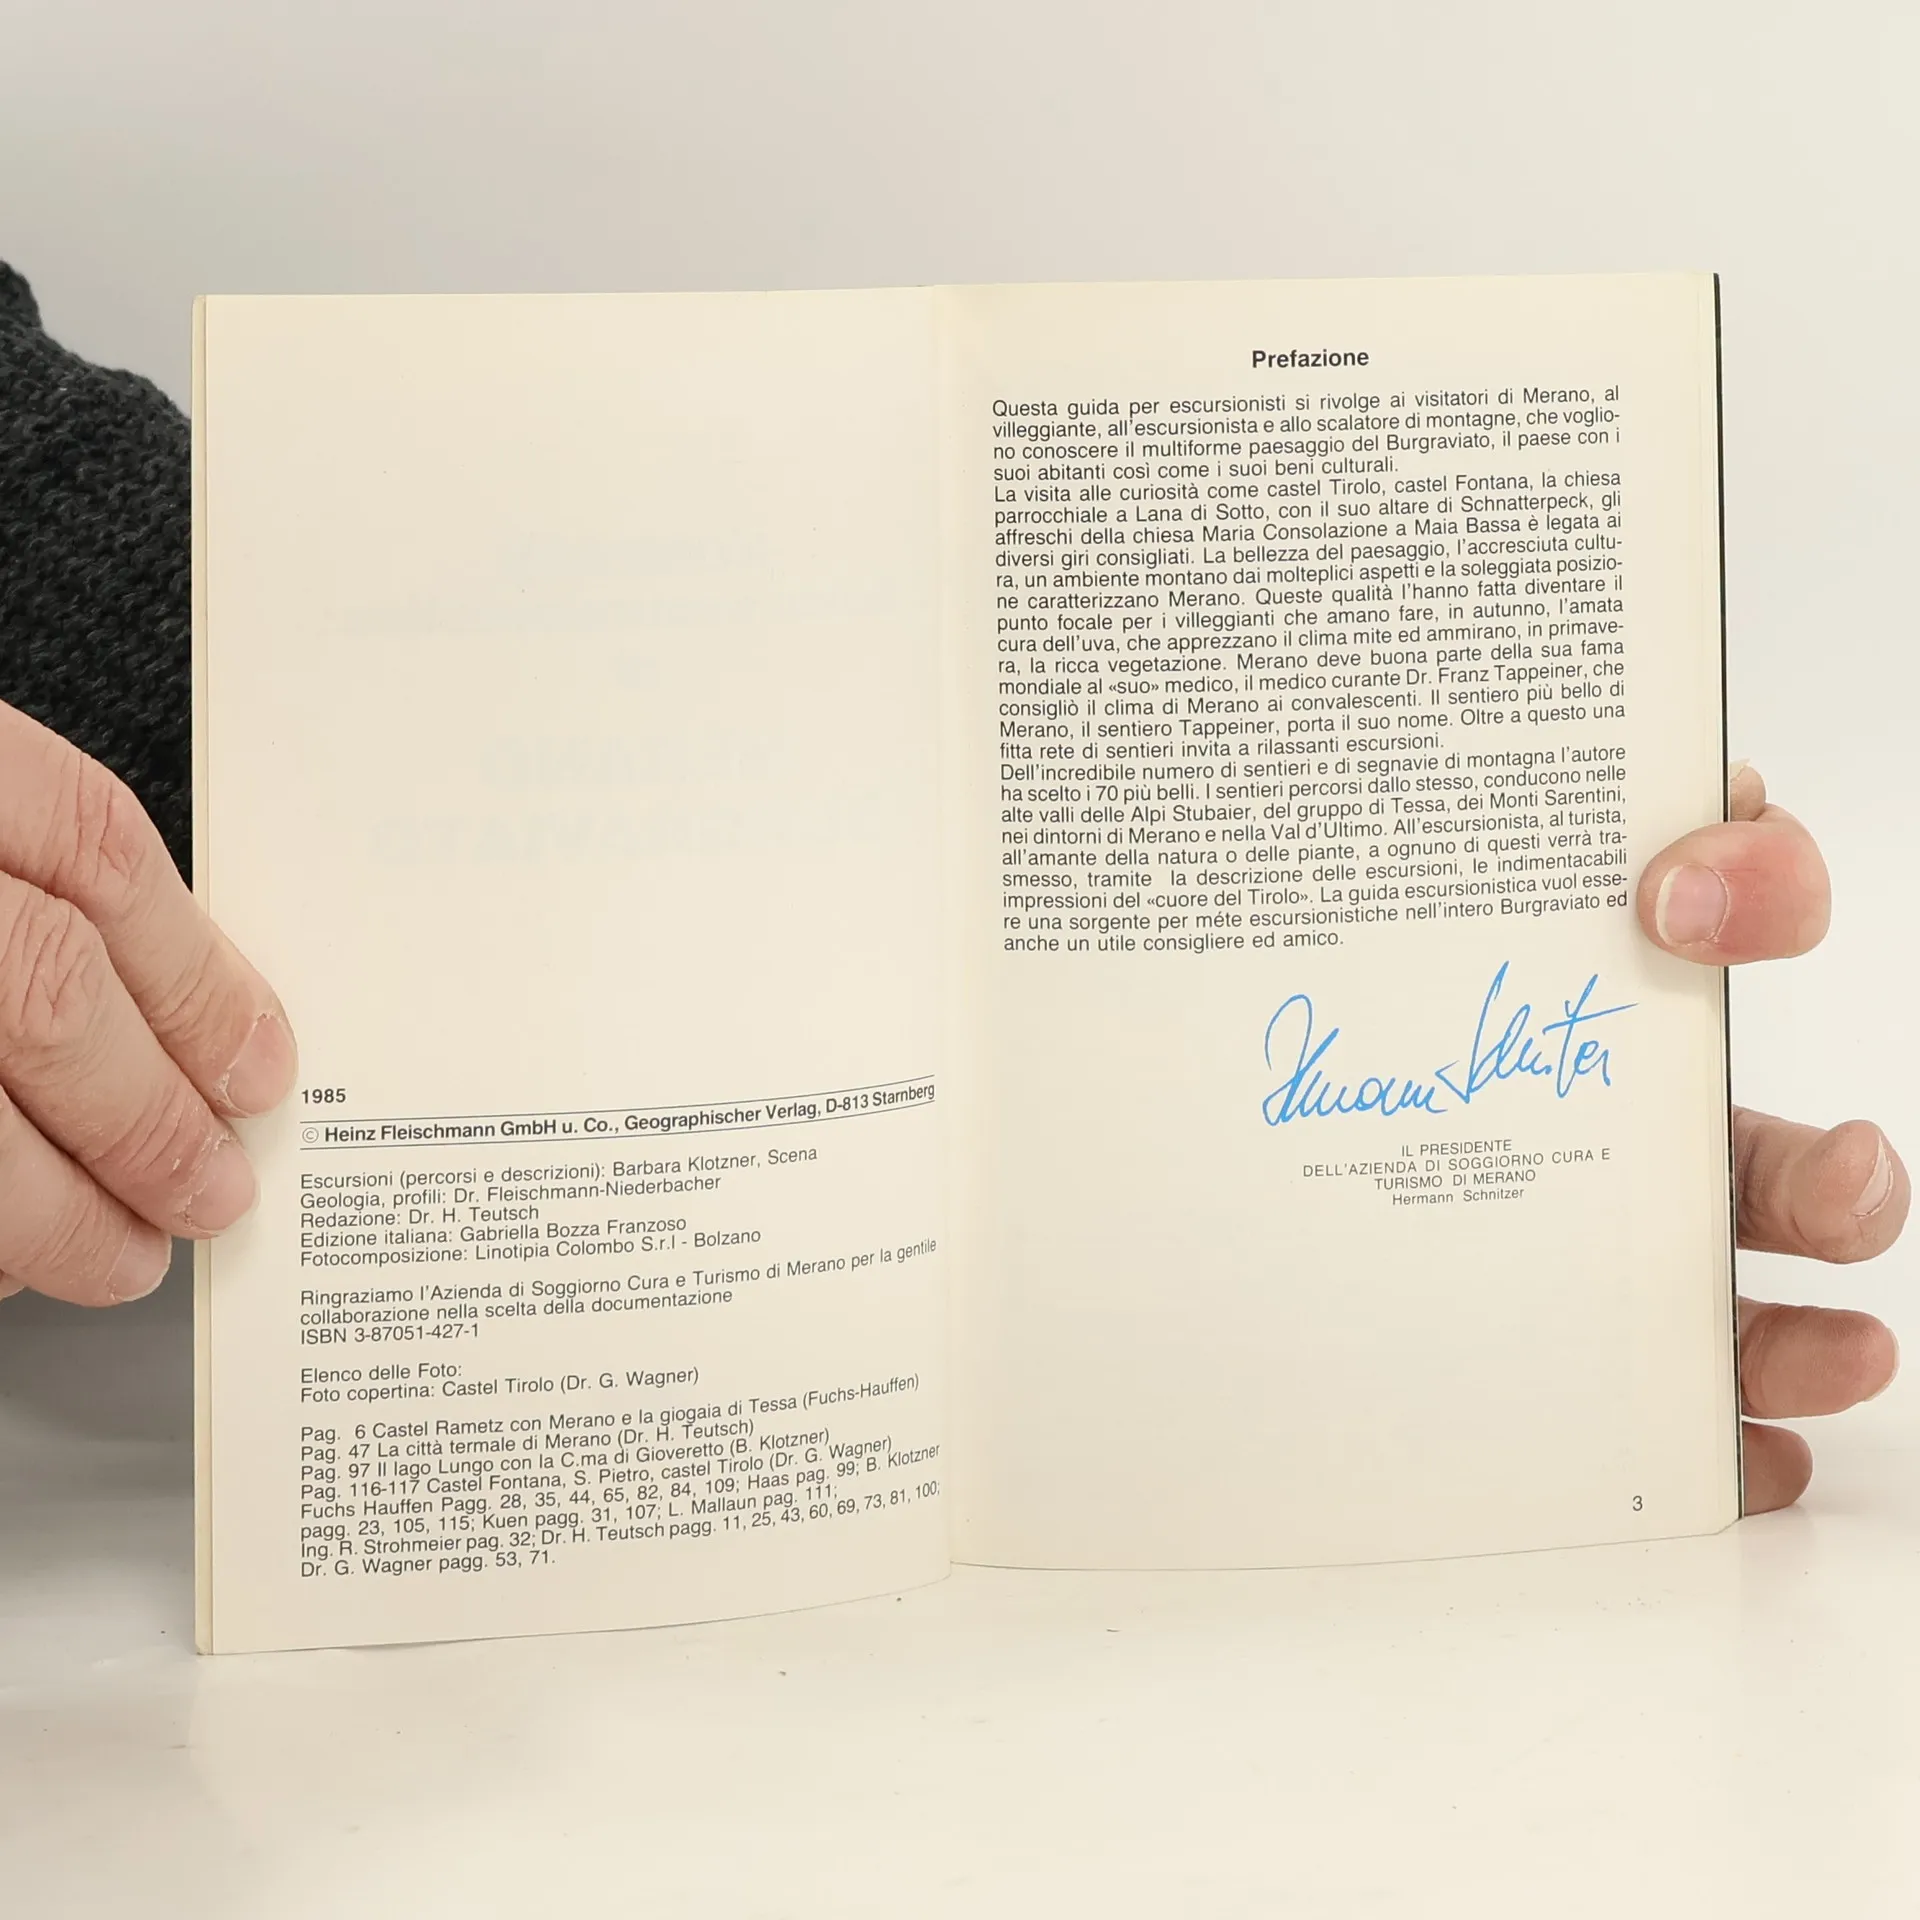 1985
© Heinz Fleischmann GmbH u. Co., Geographischer Verlag, D-813 Starnberg
Escursioni (percorsi e descrizioni): Barbara Klotzner, Scena
Geologia, profili: Dr. Fleischmann-Niederbacher
Redazione: Dr. H. Teutsch
Edizione italiana: Gabriella Bozza Franzoso
Fotocomposizione: Linotipia Colombo S.r.l - Bolzano
Ringraziamo l'Azienda di Soggiorno Cura e Turismo di Merano per la gentile
collaborazione nella scelta della documentazione
ISBN 3-87051-427-1
Elenco delle Foto:
Foto copertina: Castel Tirolo (Dr. G. Wagner)
Pag. 6 Castel Rametz con Merano e la giogaia di Tessa (Fuchs-Hauffen)
Pag. 47 La città termale di Merano (Dr. H. Teutsch)
Pag. 97 Il lago Lungo con la C.ma di Gioveretto (B. Klotzner)
Pag. 116-117 Castel Fontana, S. Pietro, castel Tirolo (Dr. G. Wagner)
Fuchs Hauffen Pagg. 28, 35, 44, 65, 82, 84, 109; Haas pag. 99; B. Klotzner
pagg. 23, 105, 115; Kuen pagg. 31, 107; L. Mallaun pag. 111;
Ing. R. Strohmeier pag. 32; Dr. H. Teutsch pagg. 11, 25, 43, 60, 69, 73, 81, 100;
Dr. G. Wagner pagg. 53, 71.
Prefazione
Questa guida per escursionisti si rivolge ai visitatori di Merano, al
villeggiante, all'escursionista e allo scalatore di montagne, che voglio-
no conoscere il multiforme paesaggio del Burgraviato, il paese con i
suoi abitanti così come i suoi beni culturali.
La visita alle curiosità come castel Tirolo, castel Fontana, la chiesa
parrocchiale a Lana di Sotto, con il suo altare di Schnatterpeck, gli
affreschi della chiesa Maria Consolazione a Maia Bassa è legata ai
diversi giri consigliati. La bellezza del paesaggio, l'accresciuta cultu-
ra, un ambiente montano dai molteplici aspetti e la soleggiata posizio-
ne caratterizzano Merano. Queste qualità l'hanno fatta diventare il
punto focale per i villeggianti che amano fare, in autunno, l'amata
cura dell'uva, che apprezzano il clima mite ed ammirano, in primave-
ra, la ricca vegetazione. Merano deve buona parte della sua fama
mondiale al «suo» medico, il medico curante Dr. Franz Tappeiner, che
consigliò il clima di Merano ai convalescenti. Il sentiero più bello di
Merano, il sentiero Tappeiner, porta il suo nome. Oltre a questo una
fitta rete di sentieri invita a rilassanti escursioni.
Dell'incredibile numero di sentieri e di segnavie di montagna l'autore
ha scelto i 70 più belli. I sentieri percorsi dallo stesso, conducono nelle
alte valli delle Alpi Stubaier, del gruppo di Tessa, dei Monti Sarentini,
nei dintorni di Merano e nella Val d'Ultimo. All'escursionista, al turista,
all'amante della natura o delle piante, a ognuno di questi verrà tra-
smesso, tramite la descrizione delle escursioni, le indimentacabili
impressioni del «cuore del Tirolo». La guida escursionistica vuol esse-
re una sorgente per méte escursionistiche nell'intero Burgraviato ed
anche un utile consigliere ed amico.
Hermann Schnitzer
IL PRESIDENTE
DELL'AZIENDA DI SOGGIORNO CURA E
TURISMO DI MERANO
Hermann Schnitzer
3